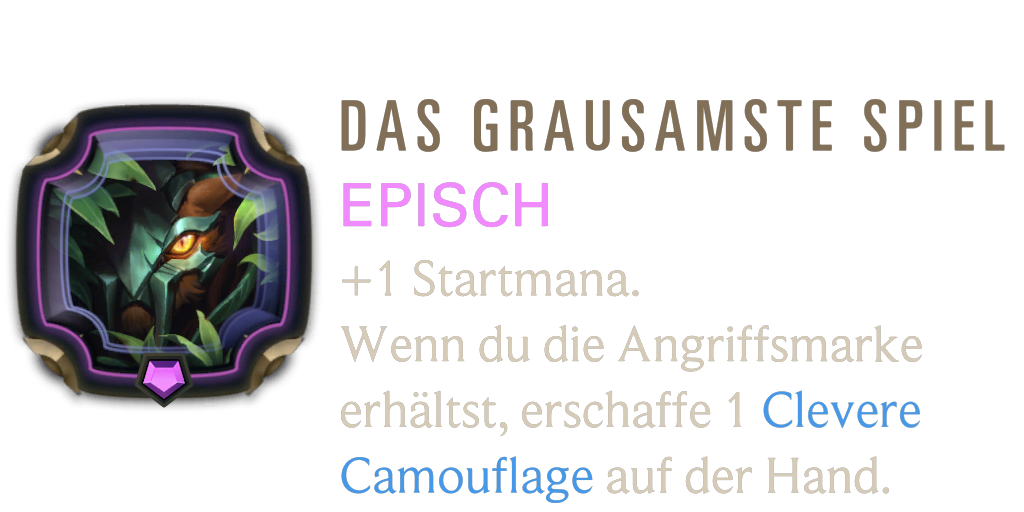 DAS GRAUSAMSTE SPIEL
EPISCH
+1 Startmana.
Wenn du die Angriffsmarke
erhältst, erschaffe 1 Clevere
Camouflage auf der Hand.